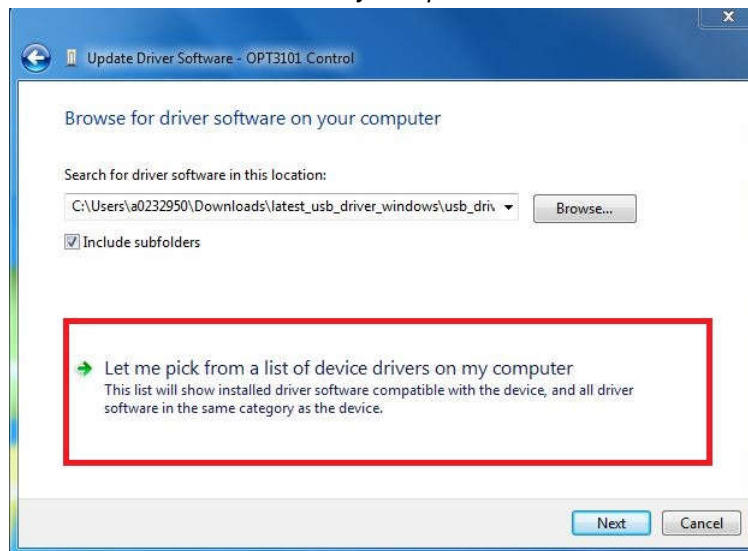 Update Driver Software - OPT3101 Control
Browse for driver software on your computer
Search for driver software in this location:
C:\Users\a0232950\Downloads\latest_usb_driver_windows\usb_driv
Browse...
Include subfolders
Let me pick from a list of device drivers on my computer
This list will show installed driver software compatible with the device, and all driver
software in the same category as the device.
Next
Cancel